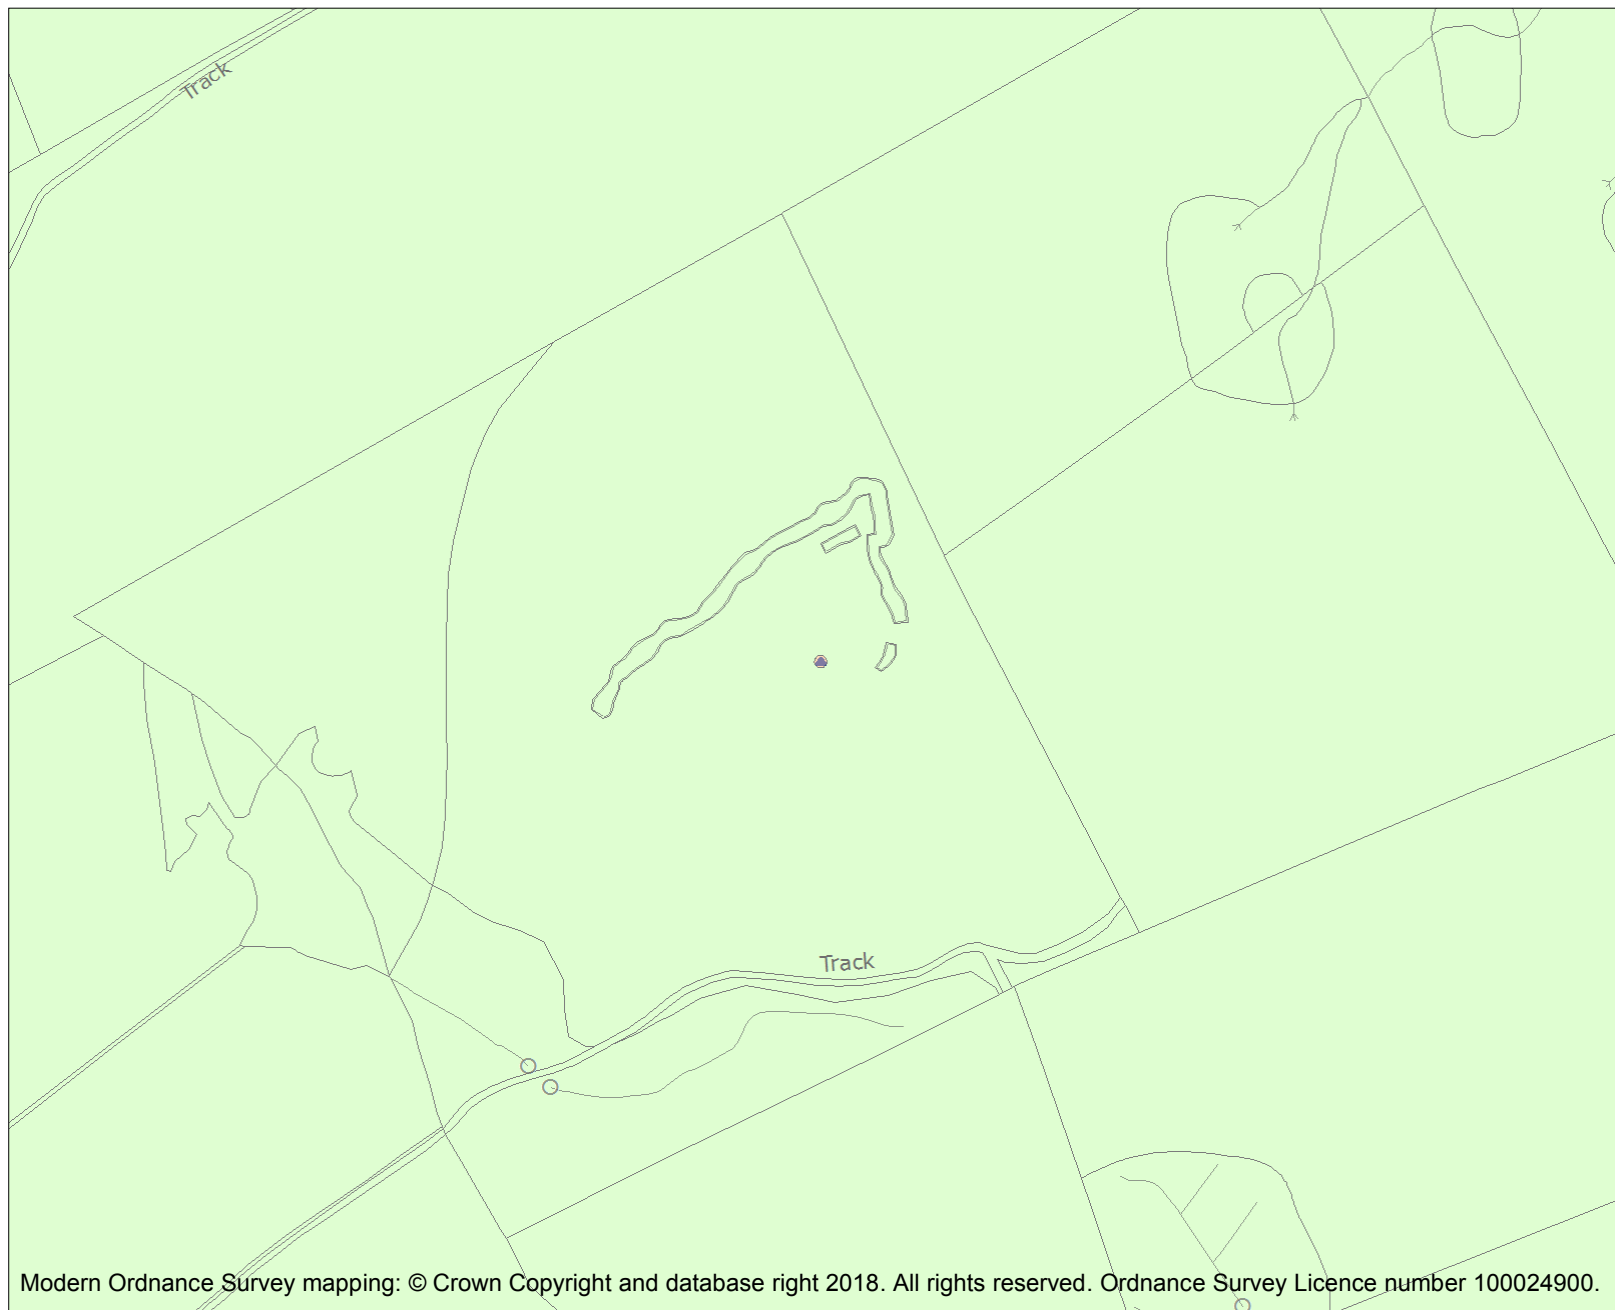 Track
Track
Modern Ordnance Survey mapping: © Crown Copyright and database right 2018. All rights reserved. Ordnance Survey Licence number 100024900.